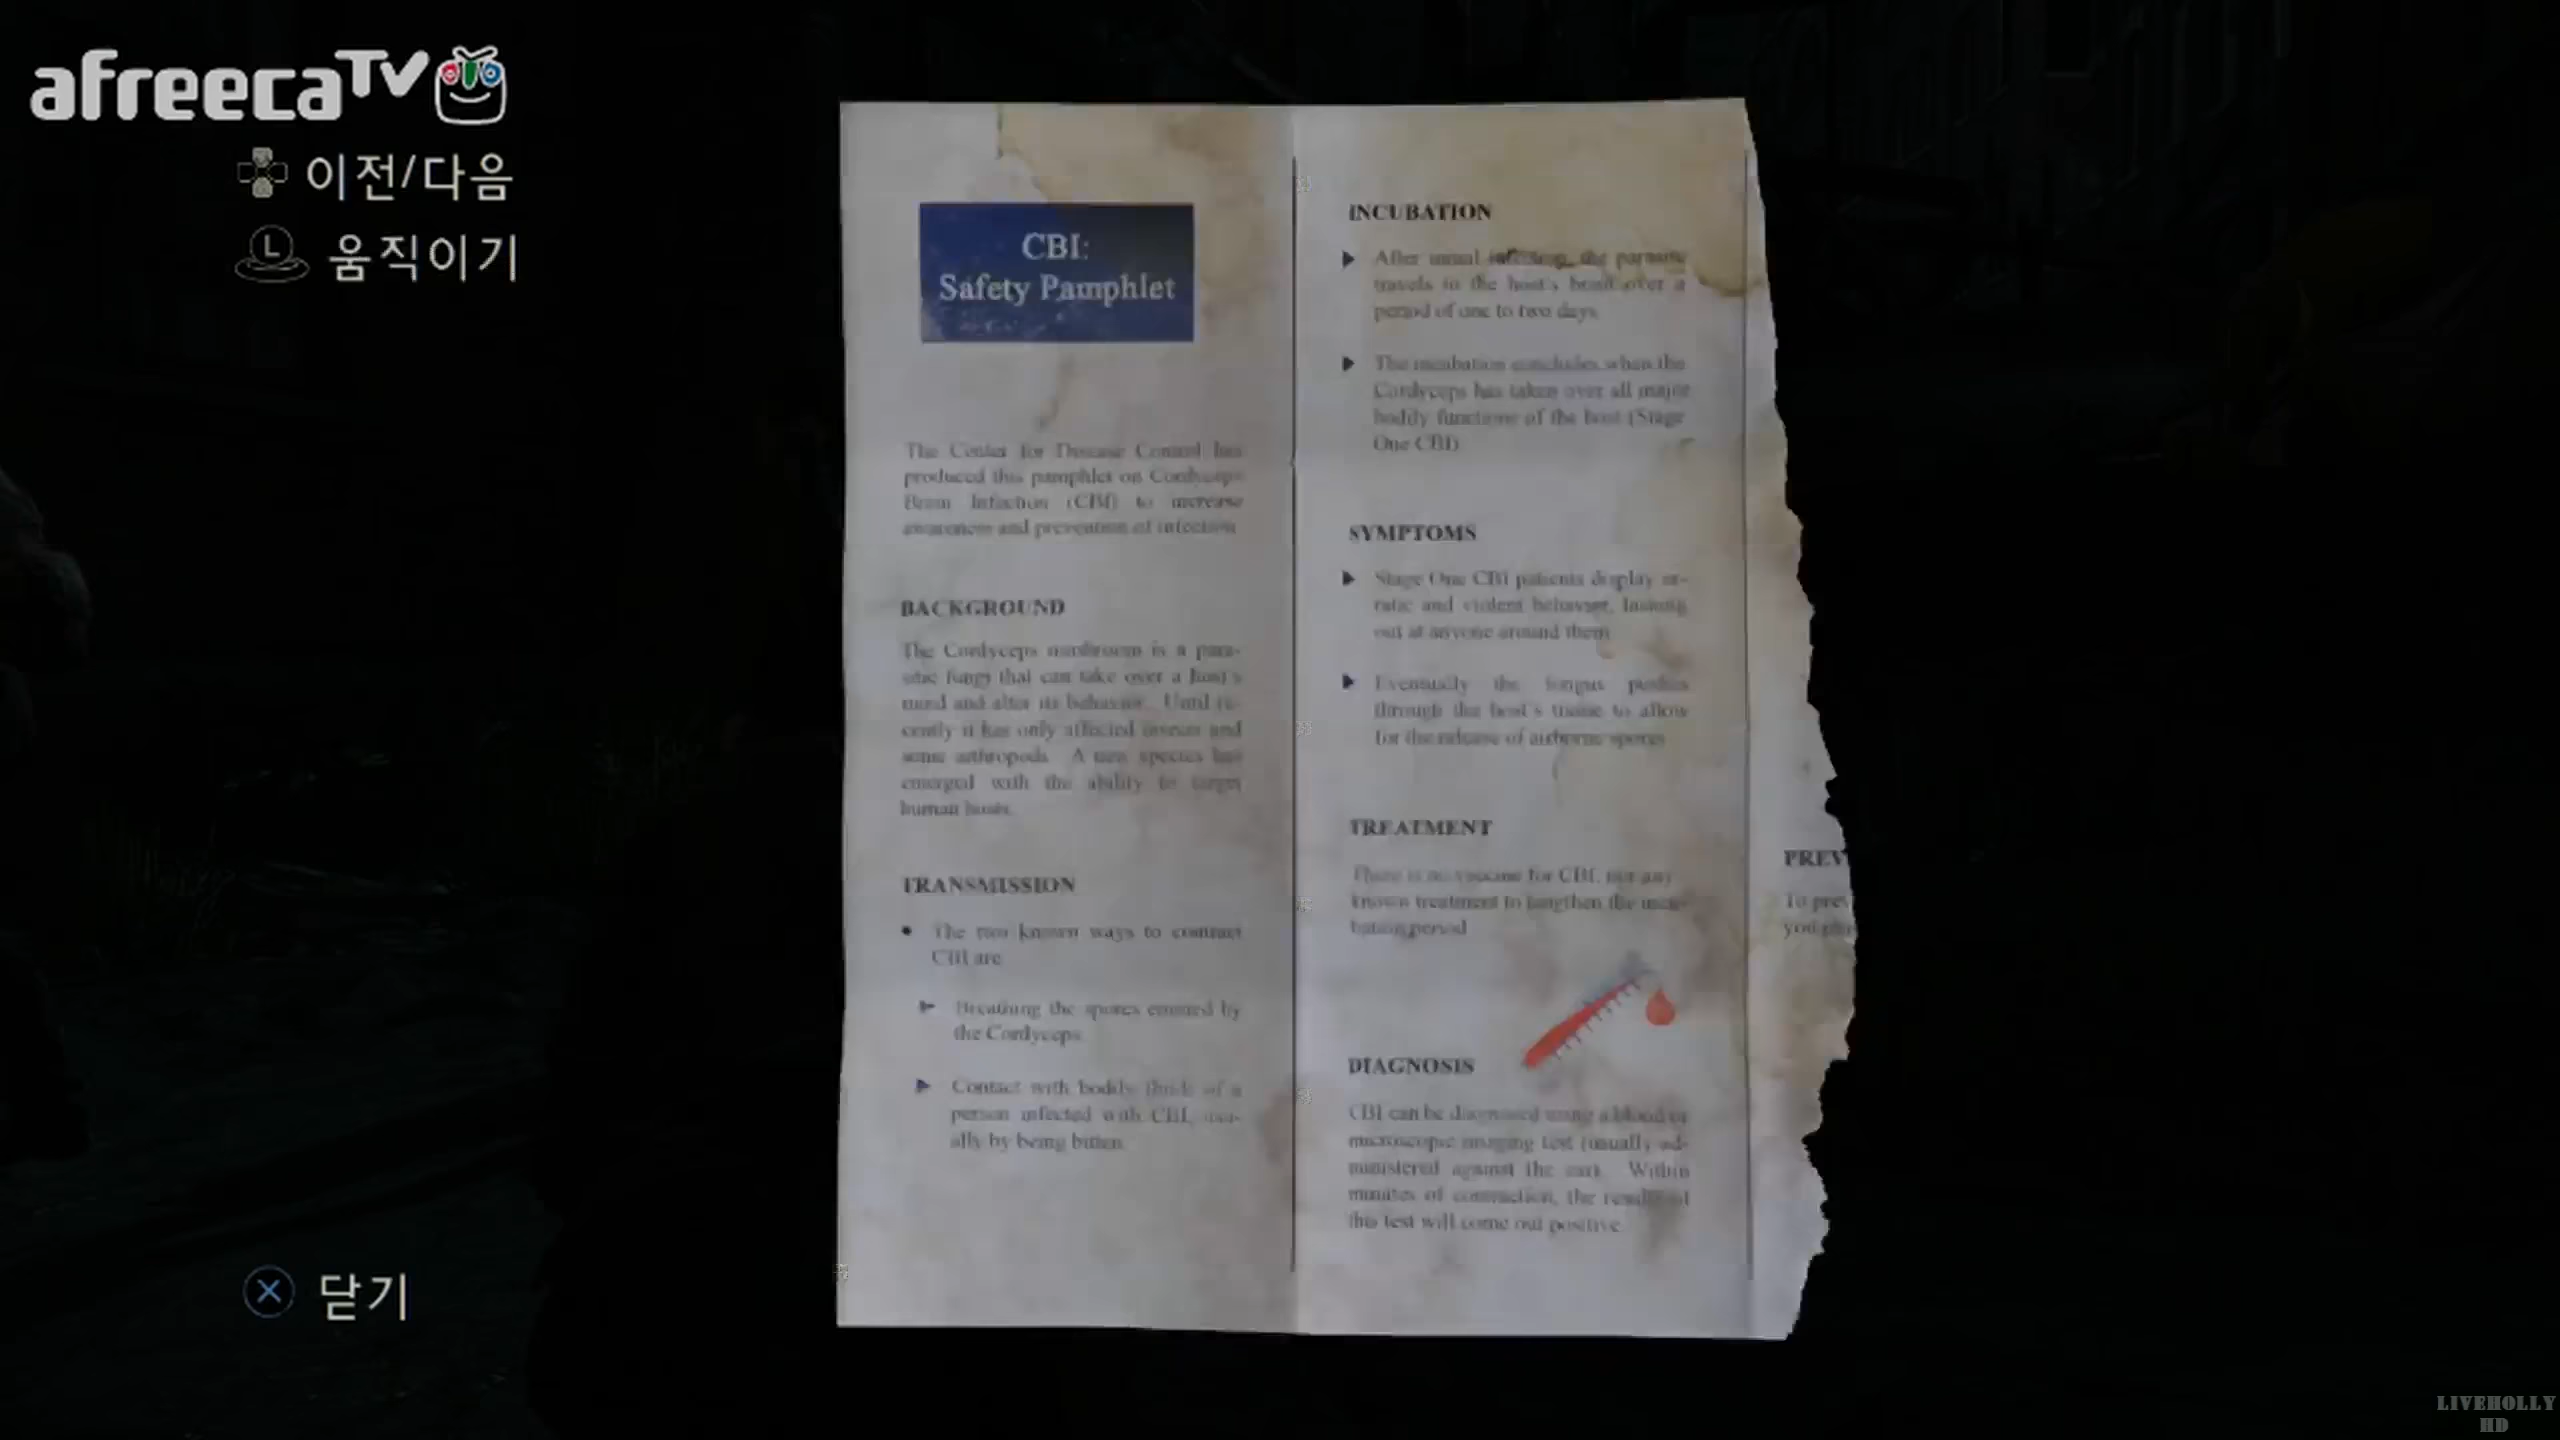 afreecaTV
이전/다음
L 움직이기
닫기
CBI:
Safety Pamphlet
The Center for Disease Control has
produced this pamphlet on Cordyceps
Brain Infection (CBI) to increase
awareness and prevention of infection
BACKGROUND
The Cordyceps mushroom is a para-
sitic fungi that can take over a host's
mind and alter its behavior. Until re-
cently it has only affected insects and
some arthropods. A new species has
emerged with the ability to target
human hosts.
TRANSMISSION
• The two known ways to contract
CBI are
Breathing the spores emitted by
the Cordyceps
Contact with bodily fluids of a
person infected with CBI, usu-
ally by being bitten
INCUBATION
After initial infection, the parasite
travels to the host's brain over a
period of one to two days
The incubation concludes when the
Cordyceps has taken over all major
bodily functions of the host (Stage
One CBI)
SYMPTOMS
Stage One CBI patients display er-
ratic and violent behavior, lashing
out at anyone around them
Eventually the fungus pushes
through the host's tissue to allow
for the release of airborne spores
TREATMENT
There is no vaccine for CBI, nor any
known treatment to lengthen the incu-
bation period
DIAGNOSIS
CBI can be diagnosed using a blood or
microscopic imaging test (usually ad-
ministered against the ear). Within
minutes of contraction, the results of
this test will come out positive
PREV
To prev
you
LIVEHOLLY
HD